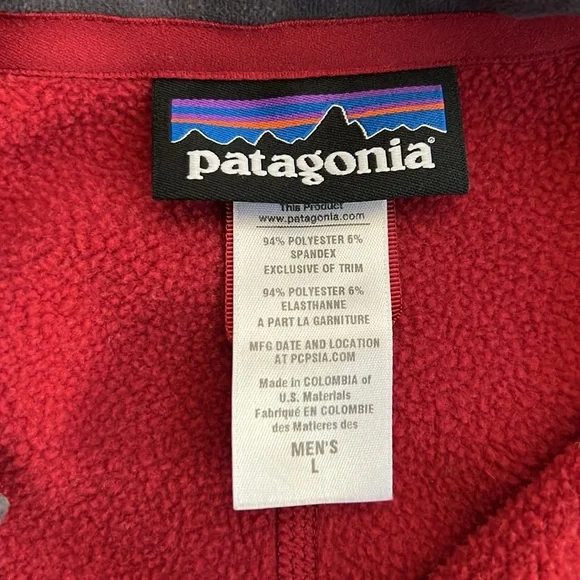 patagonia®
This Product
www.patagonia.com
94% POLYESTER 6%
SPANDEX
EXCLUSIVE OF TRIM
94% POLYESTER 6%
ELASTHANNE
A PART LA GARNITURE
MFG DATE AND LOCATION
AT PCPSIA.COM
Made in COLOMBIA of
U.S. Materials
Fabriqué EN COLOMBIE
des Matieres des
MEN'S
L